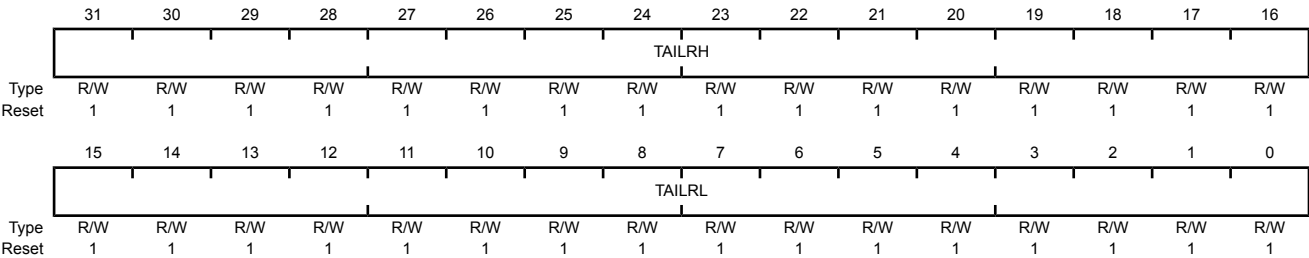 31 30 29 28 27 26 25 24 23 22 21 20 19 18 17 16
TAILRH
Type R/W R/W R/W R/W R/W R/W R/W R/W R/W R/W R/W R/W R/W R/W R/W R/W
Reset 1 1 1 1 1 1 1 1 1 1 1 1 1 1 1 1
15 14 13 12 11 10 9 8 7 6 5 4 3 2 1 0
TAILRL
Type R/W R/W R/W R/W R/W R/W R/W R/W R/W R/W R/W R/W R/W R/W R/W R/W
Reset 1 1 1 1 1 1 1 1 1 1 1 1 1 1 1 1